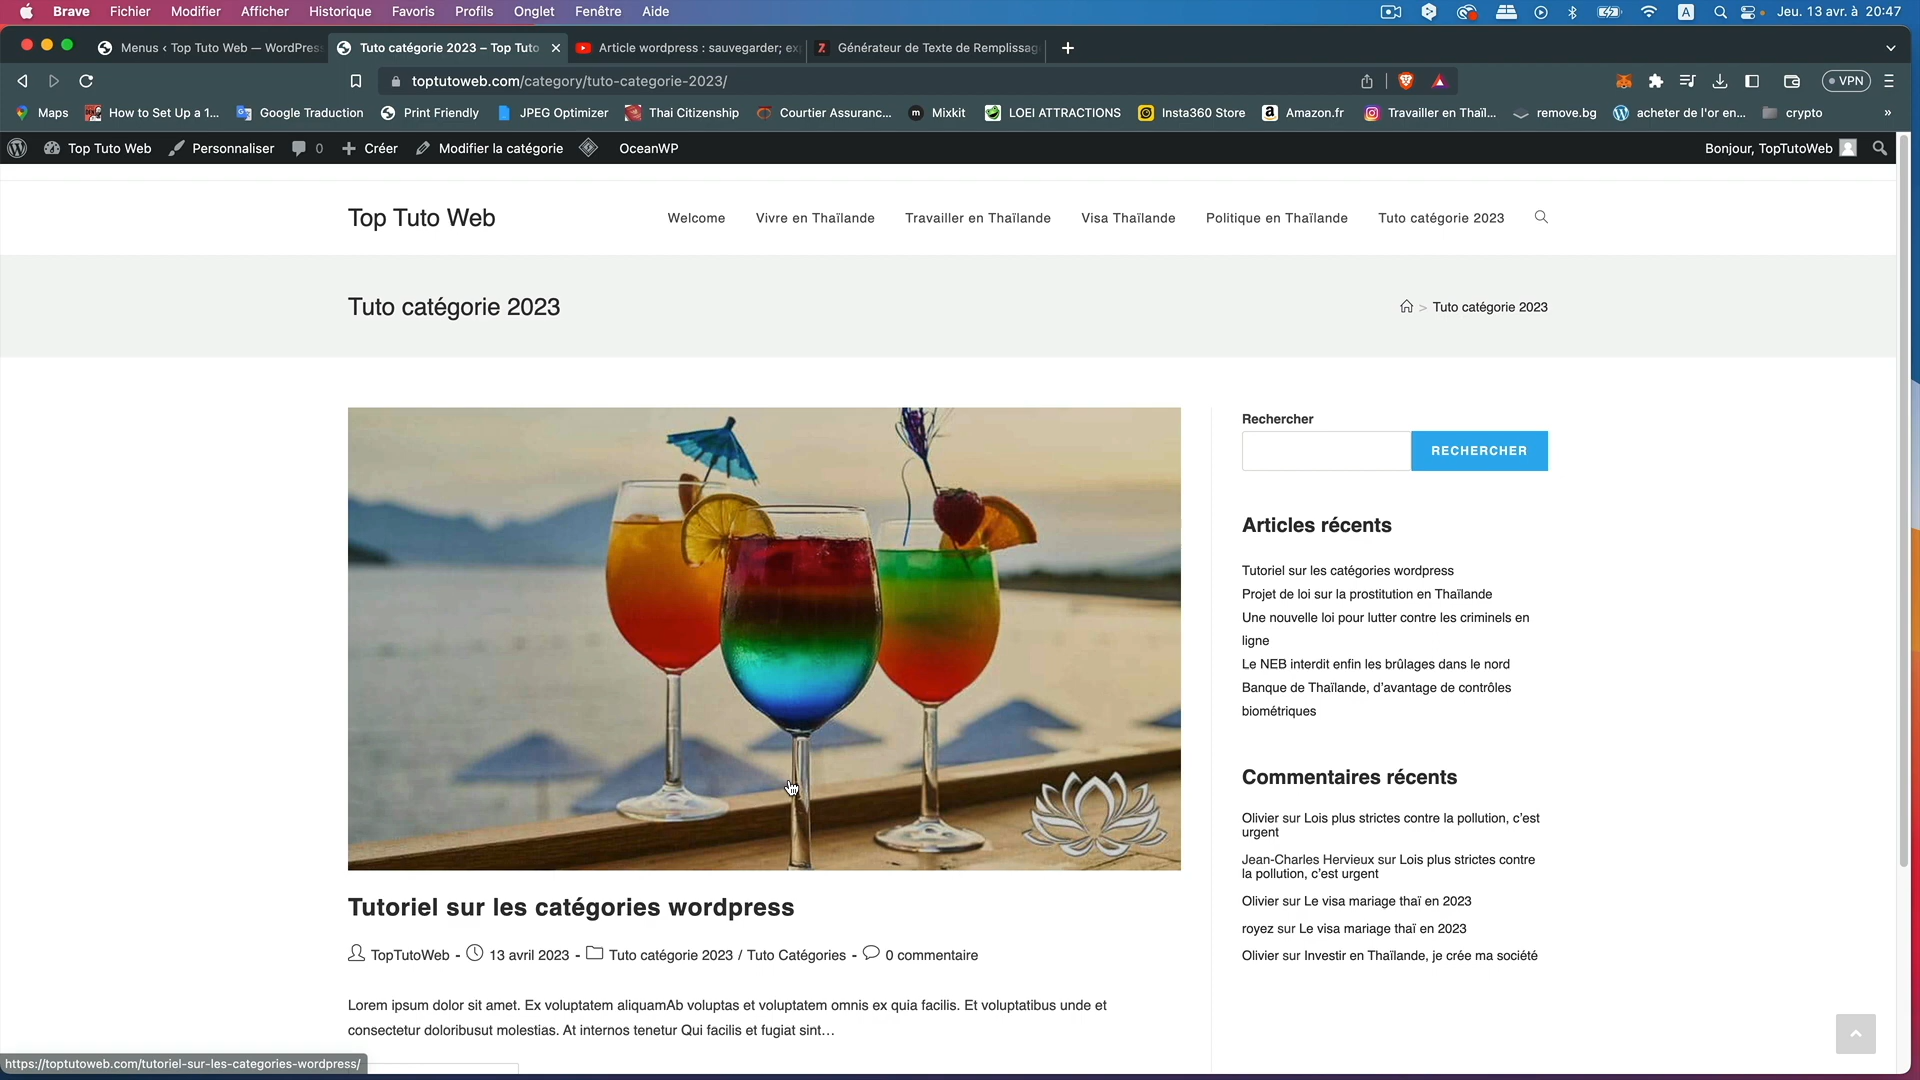 Brave Fichier Modifier Afficher Historique Favoris Profils Onglet Fenêtre Aide A Jeu. 13 avr. à 20:47
Menus ‹ Top Tuto Web — WordPress Tuto catégorie 2023 – Top Tuto Article wordpress : sauvegarder; ex Générateur de Texte de Remplissag
toptutoweb.com/category/tuto-categorie-2023/ VPN
Maps How to Set Up a 1... Google Traduction Print Friendly JPEG Optimizer Thai Citizenship Courtier Assuranc... Mixkit LOEI ATTRACTIONS Insta360 Store Amazon.fr Travailler en Thaïl... remove.bg acheter de l'or en... crypto »
Top Tuto Web Personnaliser 0 Créer Modifier la catégorie OceanWP Bonjour, TopTutoWeb
Top Tuto Web Welcome Vivre en Thaïlande Travailler en Thaïlande Visa Thaïlande Politique en Thaïlande Tuto catégorie 2023
Tuto catégorie 2023 > Tuto catégorie 2023
Rechercher
RECHERCHER
Articles récents
Tutoriel sur les catégories wordpress
Projet de loi sur la prostitution en Thaïlande
Une nouvelle loi pour lutter contre les criminels en
ligne
Le NEB interdit enfin les brûlages dans le nord
Banque de Thaïlande, d'avantage de contrôles
biométriques
Commentaires récents
Olivier sur Lois plus strictes contre la pollution, c'est
urgent
Jean-Charles Hervieux sur Lois plus strictes contre
la pollution, c'est urgent
Olivier sur Le visa mariage thaï en 2023
royez sur Le visa mariage thaï en 2023
Olivier sur Investir en Thaïlande, je crée ma société
Tutoriel sur les catégories wordpress
TopTutoWeb - 13 avril 2023 - Tuto catégorie 2023 / Tuto Catégories - 0 commentaire
Lorem ipsum dolor sit amet. Ex voluptatem aliquamAb voluptas et voluptatem omnis ex quia facilis. Et voluptatibus unde et
consectetur doloribusut molestias. At internos tenetur Qui facilis et fugiat sint…
https://toptutoweb.com/tutoriel-sur-les-categories-wordpress/